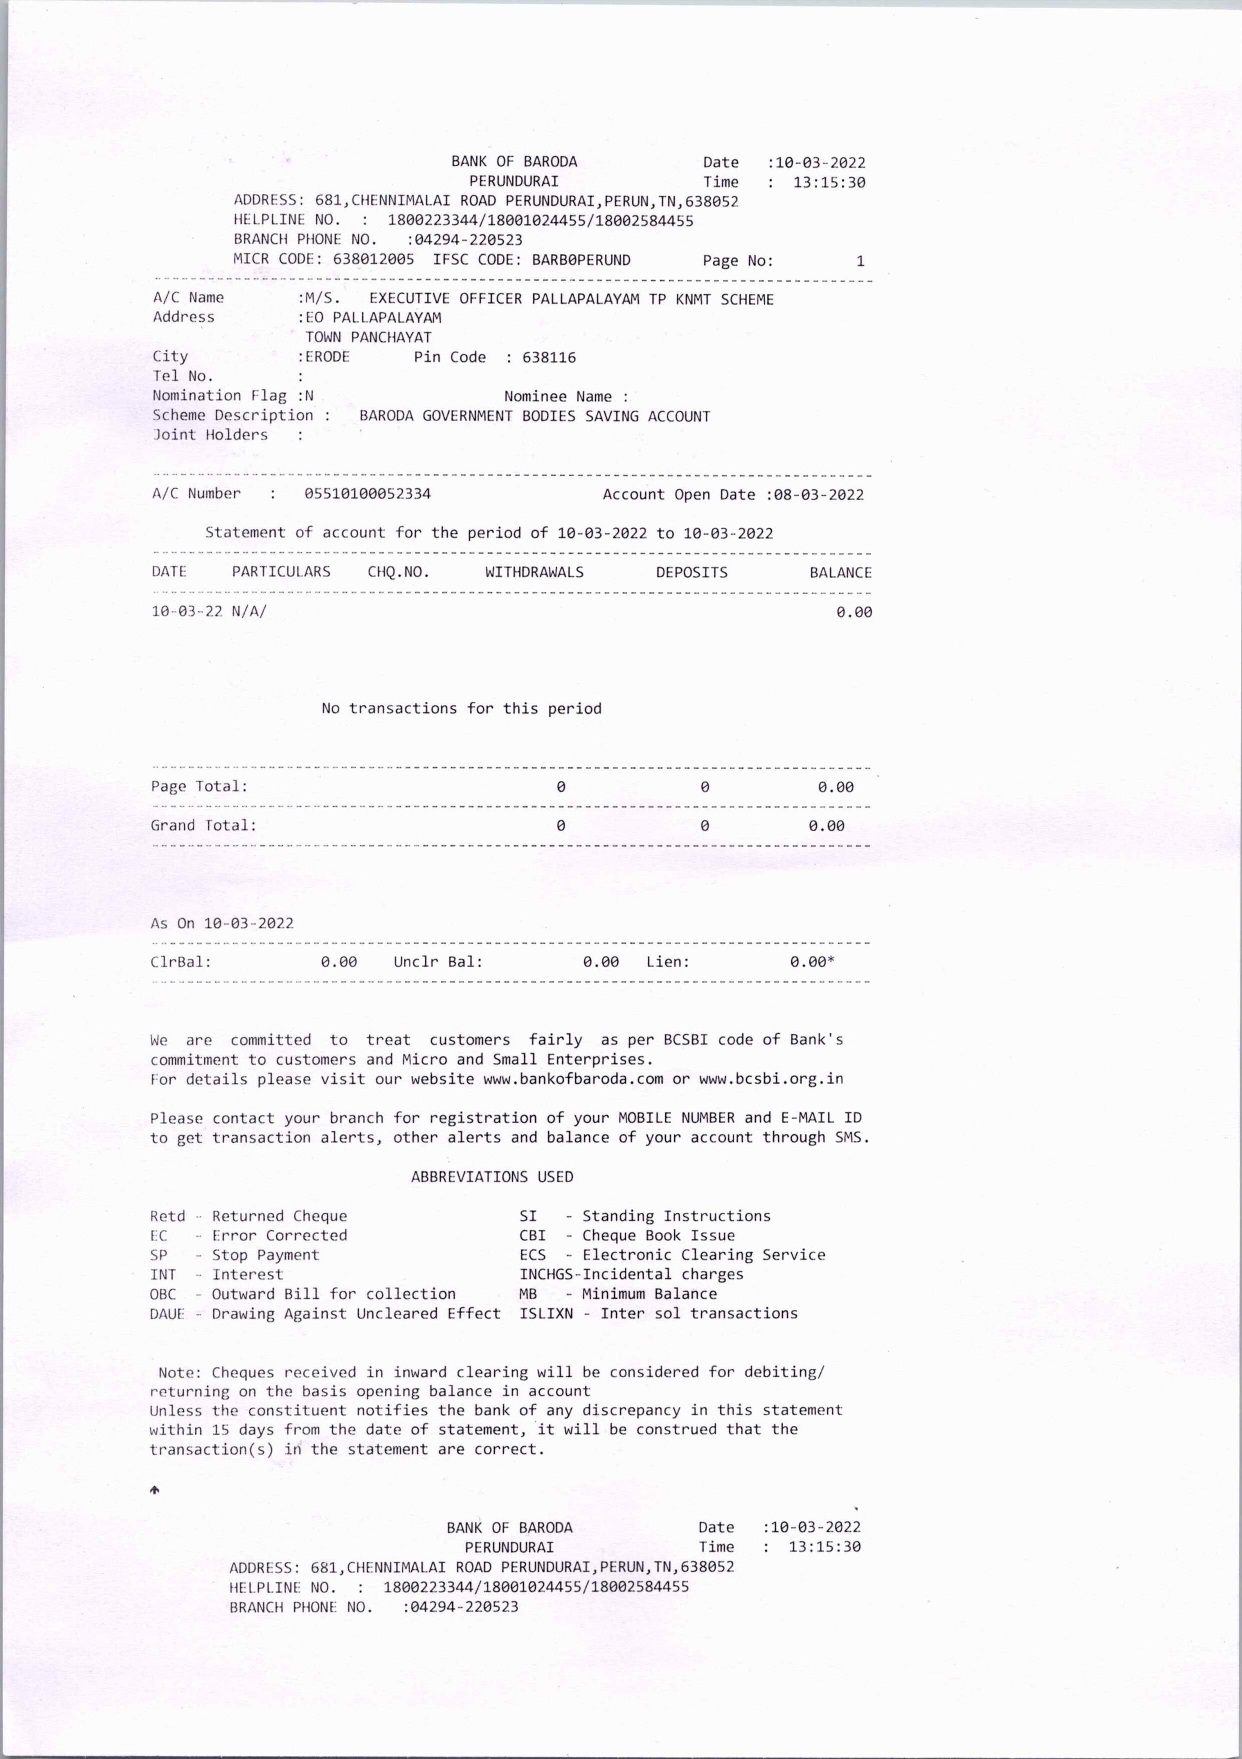 BANK OF BARODA Date :10-03-2022
PERUNDURAI Time : 13:15:30
ADDRESS: 681,CHENNIMALAI ROAD PERUNDURAI,PERUN,TN,638052
HELPLINE NO. : 1800223344/18001024455/18002584455
BRANCH PHONE NO. :04294-220523
MICR CODE: 638012005 IFSC CODE: BARB0PERUND Page No: 1
A/C Name :M/S. EXECUTIVE OFFICER PALLAPALAYAM TP KNMT SCHEME
Address :EO PALLAPALAYAM
TOWN PANCHAYAT
City :ERODE Pin Code : 638116
Tel No. :
Nomination Flag :N Nominee Name :
Scheme Description : BARODA GOVERNMENT BODIES SAVING ACCOUNT
Joint Holders :
A/C Number : 05510100052334 Account Open Date :08-03-2022
Statement of account for the period of 10-03-2022 to 10-03-2022
DATE PARTICULARS CHQ.NO. WITHDRAWALS DEPOSITS BALANCE
10-03-22 N/A/ 0.00
No transactions for this period
Page Total: 0 0 0.00
Grand Total: 0 0 0.00
As On 10-03-2022
ClrBal: 0.00 Unclr Bal: 0.00 Lien: 0.00*
We are committed to treat customers fairly as per BCSBI code of Bank's
commitment to customers and Micro and Small Enterprises.
For details please visit our website www.bankofbaroda.com or www.bcsbi.org.in
Please contact your branch for registration of your MOBILE NUMBER and E-MAIL ID
to get transaction alerts, other alerts and balance of your account through SMS.
ABBREVIATIONS USED
Retd - Returned Cheque SI - Standing Instructions
EC - Error Corrected CBI - Cheque Book Issue
SP - Stop Payment ECS - Electronic Clearing Service
INT - Interest INCHGS-Incidental charges
OBC - Outward Bill for collection MB - Minimum Balance
DAUE - Drawing Against Uncleared Effect ISLIXN - Inter sol transactions
Note: Cheques received in inward clearing will be considered for debiting/
returning on the basis opening balance in account
Unless the constituent notifies the bank of any discrepancy in this statement
within 15 days from the date of statement, it will be construed that the
transaction(s) in the statement are correct.
BANK OF BARODA Date :10-03-2022
PERUNDURAI Time : 13:15:30
ADDRESS: 681,CHENNIMALAI ROAD PERUNDURAI,PERUN,TN,638052
HELPLINE NO. : 1800223344/18001024455/18002584455
BRANCH PHONE NO. :04294-220523